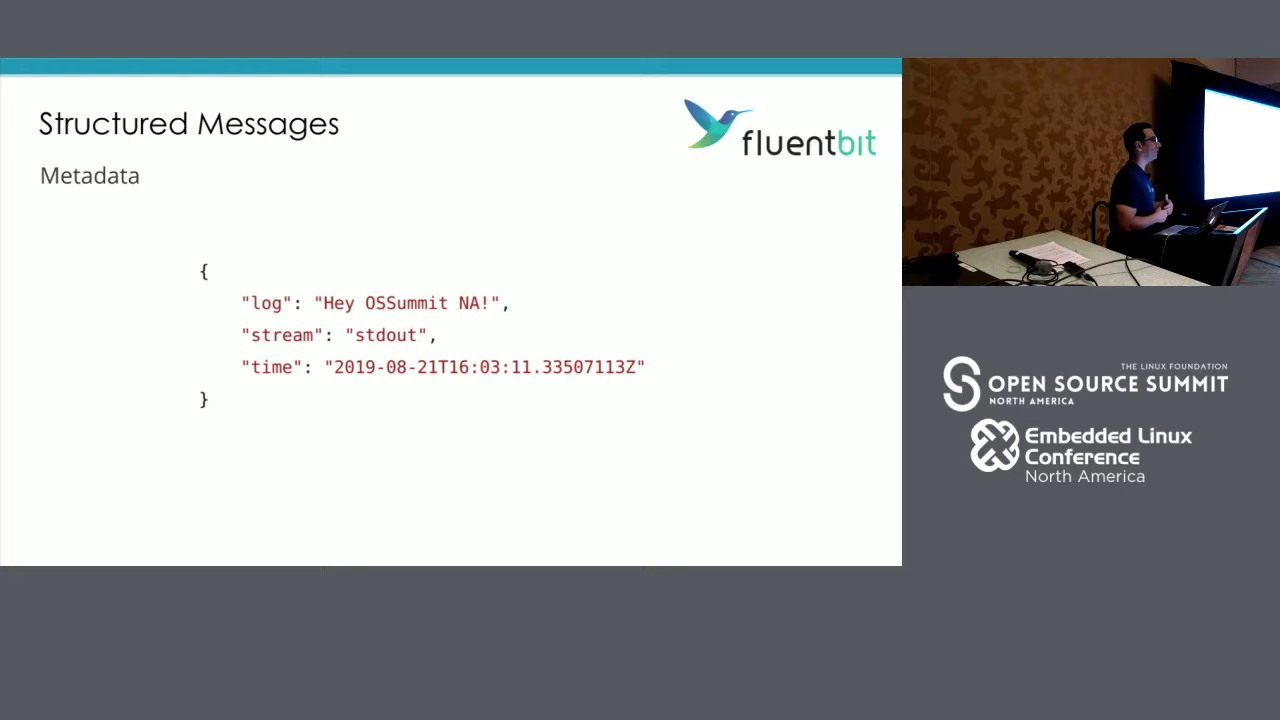 Structured Messages
fluentbit
Metadata
{
"log": "Hey OSSummit NA!",
"stream": "stdout",
"time": "2019-08-21T16:03:11.33507113Z"
}
THE LINUX FOUNDATION
OPEN SOURCE SUMMIT
NORTH AMERICA
Embedded Linux
Conference
North America